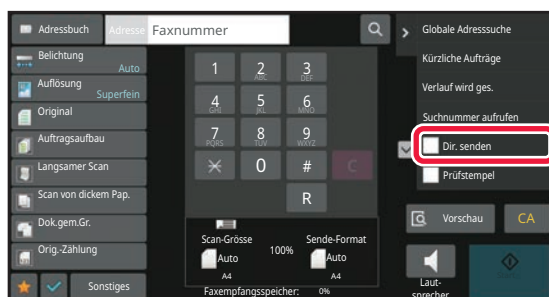 Adressbuch
Adresse
Faxnummer
Belichtung
Auto
Auflösung
Superfein
Original
Auftragsaufbau
Langsamer Scan
Scan von dickem Pap.
Dok.gem.Gr.
Orig.-Zählung
Sonstiges
1
2
ABC
3
DEF
4
GHI
5
JKL
6
MNO
7
PQRS
8
TUV
9
WXYZ
0
#
C
R
Scan-Grösse
100%
Sende-Format
Auto
Auto
A4
A4
Faxempfangsspeicher: 0%
Globale Adresssuche
Kürzliche Aufträge
Verlauf wird ges.
Suchnummer aufrufen
Dir. senden
Prüfstempel
Vorschau
CA
Laut-
sprecher